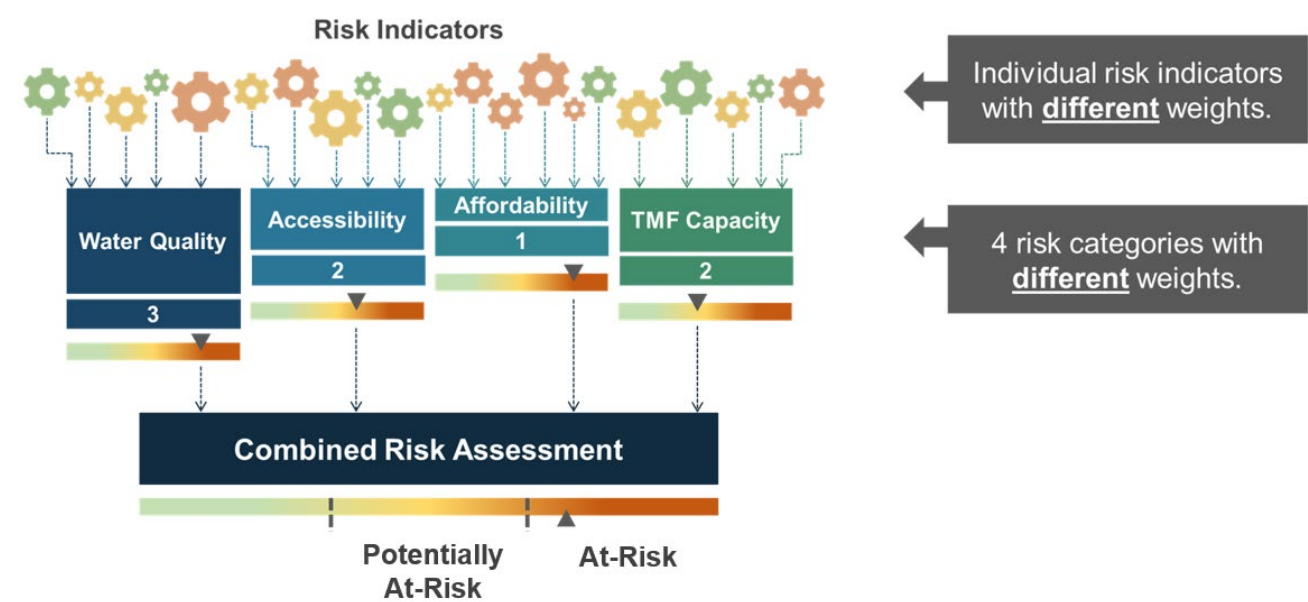 Risk Indicators
Individual risk indicators
with different weights.
Water Quality
3
Accessibility
2
Affordability
1
TMF Capacity
2
4 risk categories with
different weights.
Combined Risk Assessment
Potentially
At-Risk
At-Risk